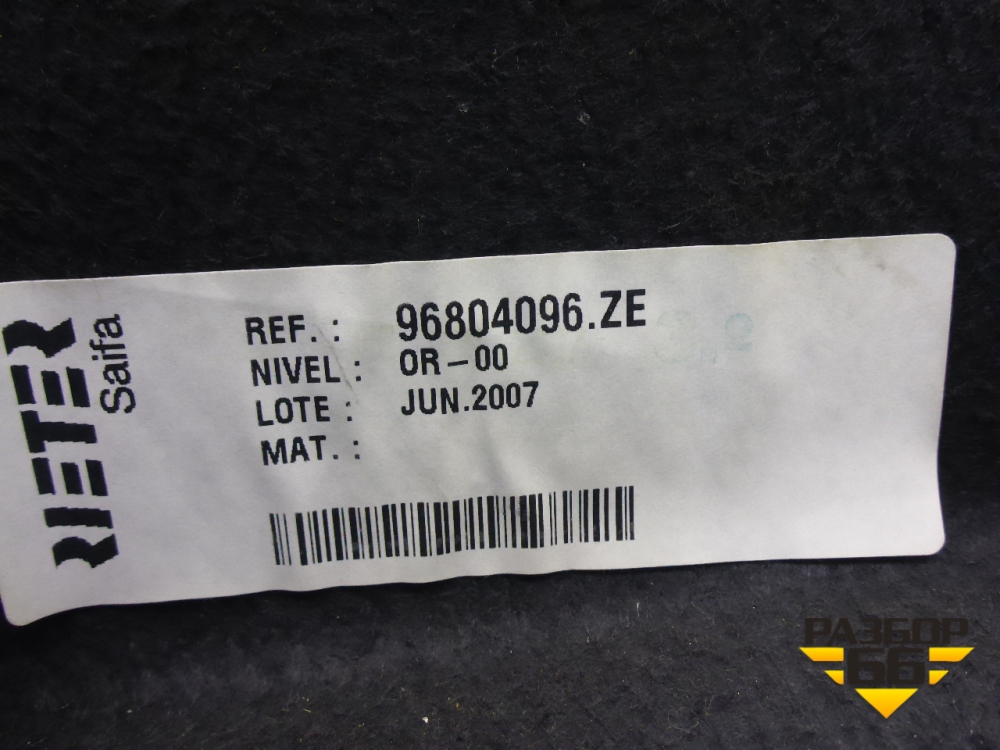 RIETER
Saifa
REF. : 96804096.ZE
NIVEL : OR-00
LOTE : JUN.2007
MAT. :
РАЗБОР
66